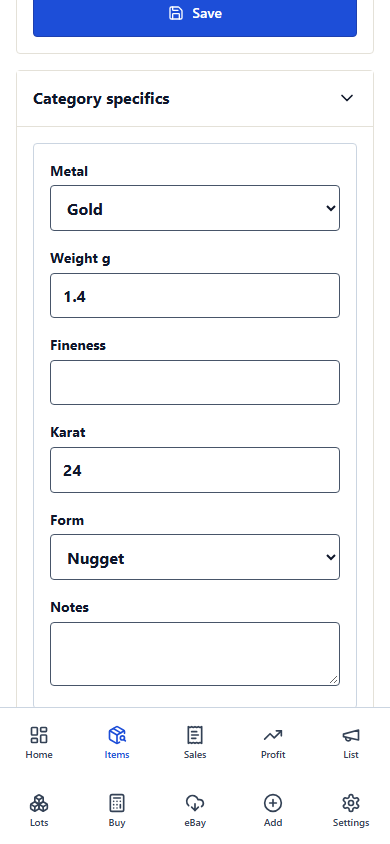 Save
Category specifics
Metal
Gold
Weight g
1.4
Fineness
Karat
24
Form
Nugget
Notes
Home Items Sales Profit List
Lots Buy eBay Add Settings